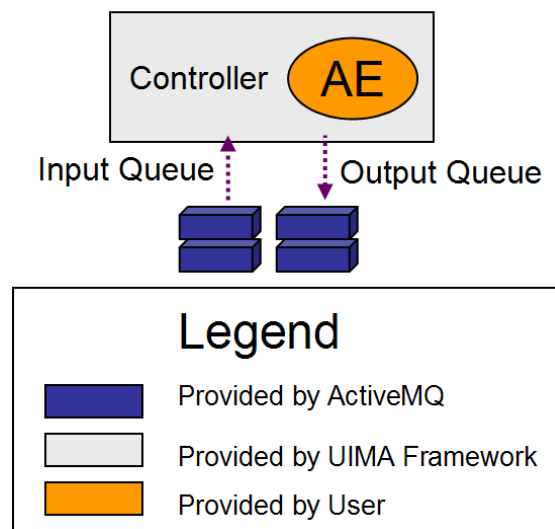 Controller
AE
Input Queue
Output Queue
Legend
Provided by ActiveMQ
Provided by UIMA Framework
Provided by User